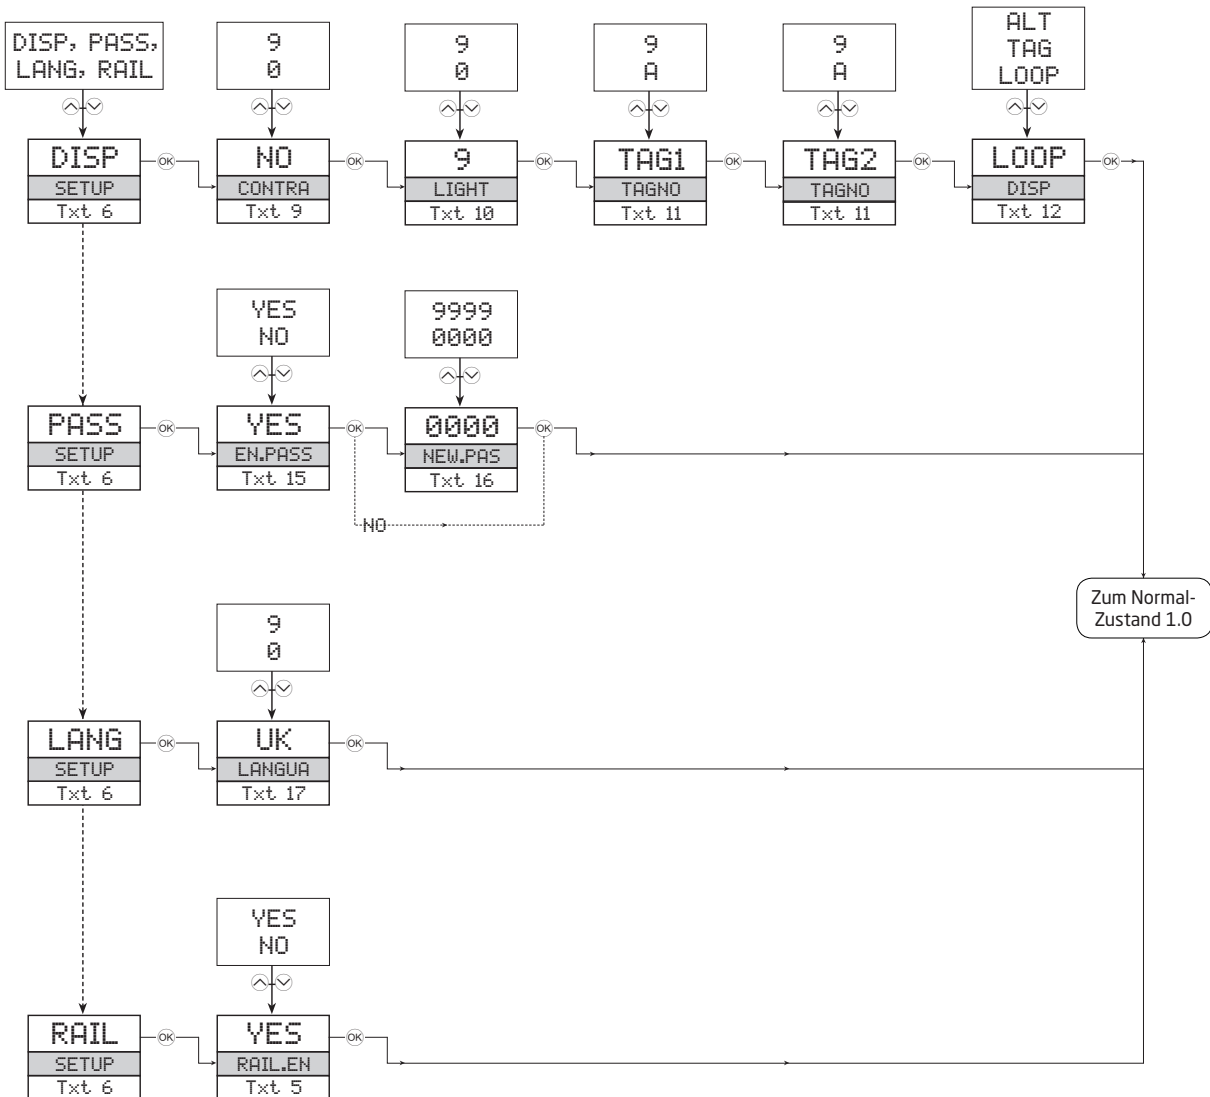 DISP, PASS,
LANG, RAIL
9
0
9
0
9
A
9
A
ALT
TAG
LOOP
DISP
SETUP
Txt 6
OK
NO
CONTRA
Txt 9
OK
9
LIGHT
Txt 10
OK
TAG1
TAGNO
Txt 11
OK
TAG2
TAGNO
Txt 11
OK
LOOP
DISP
Txt 12
OK
YES
NO
9999
0000
PASS
SETUP
Txt 6
OK
YES
EN.PASS
Txt 15
OK
0000
NEW.PAS
Txt 16
OK
NO
Zum Normal-
Zustand 1.0
9
0
LANG
SETUP
Txt 6
OK
UK
LANGUA
Txt 17
OK
YES
NO
RAIL
SETUP
Txt 6
OK
YES
RAIL.EN
Txt 5
OK